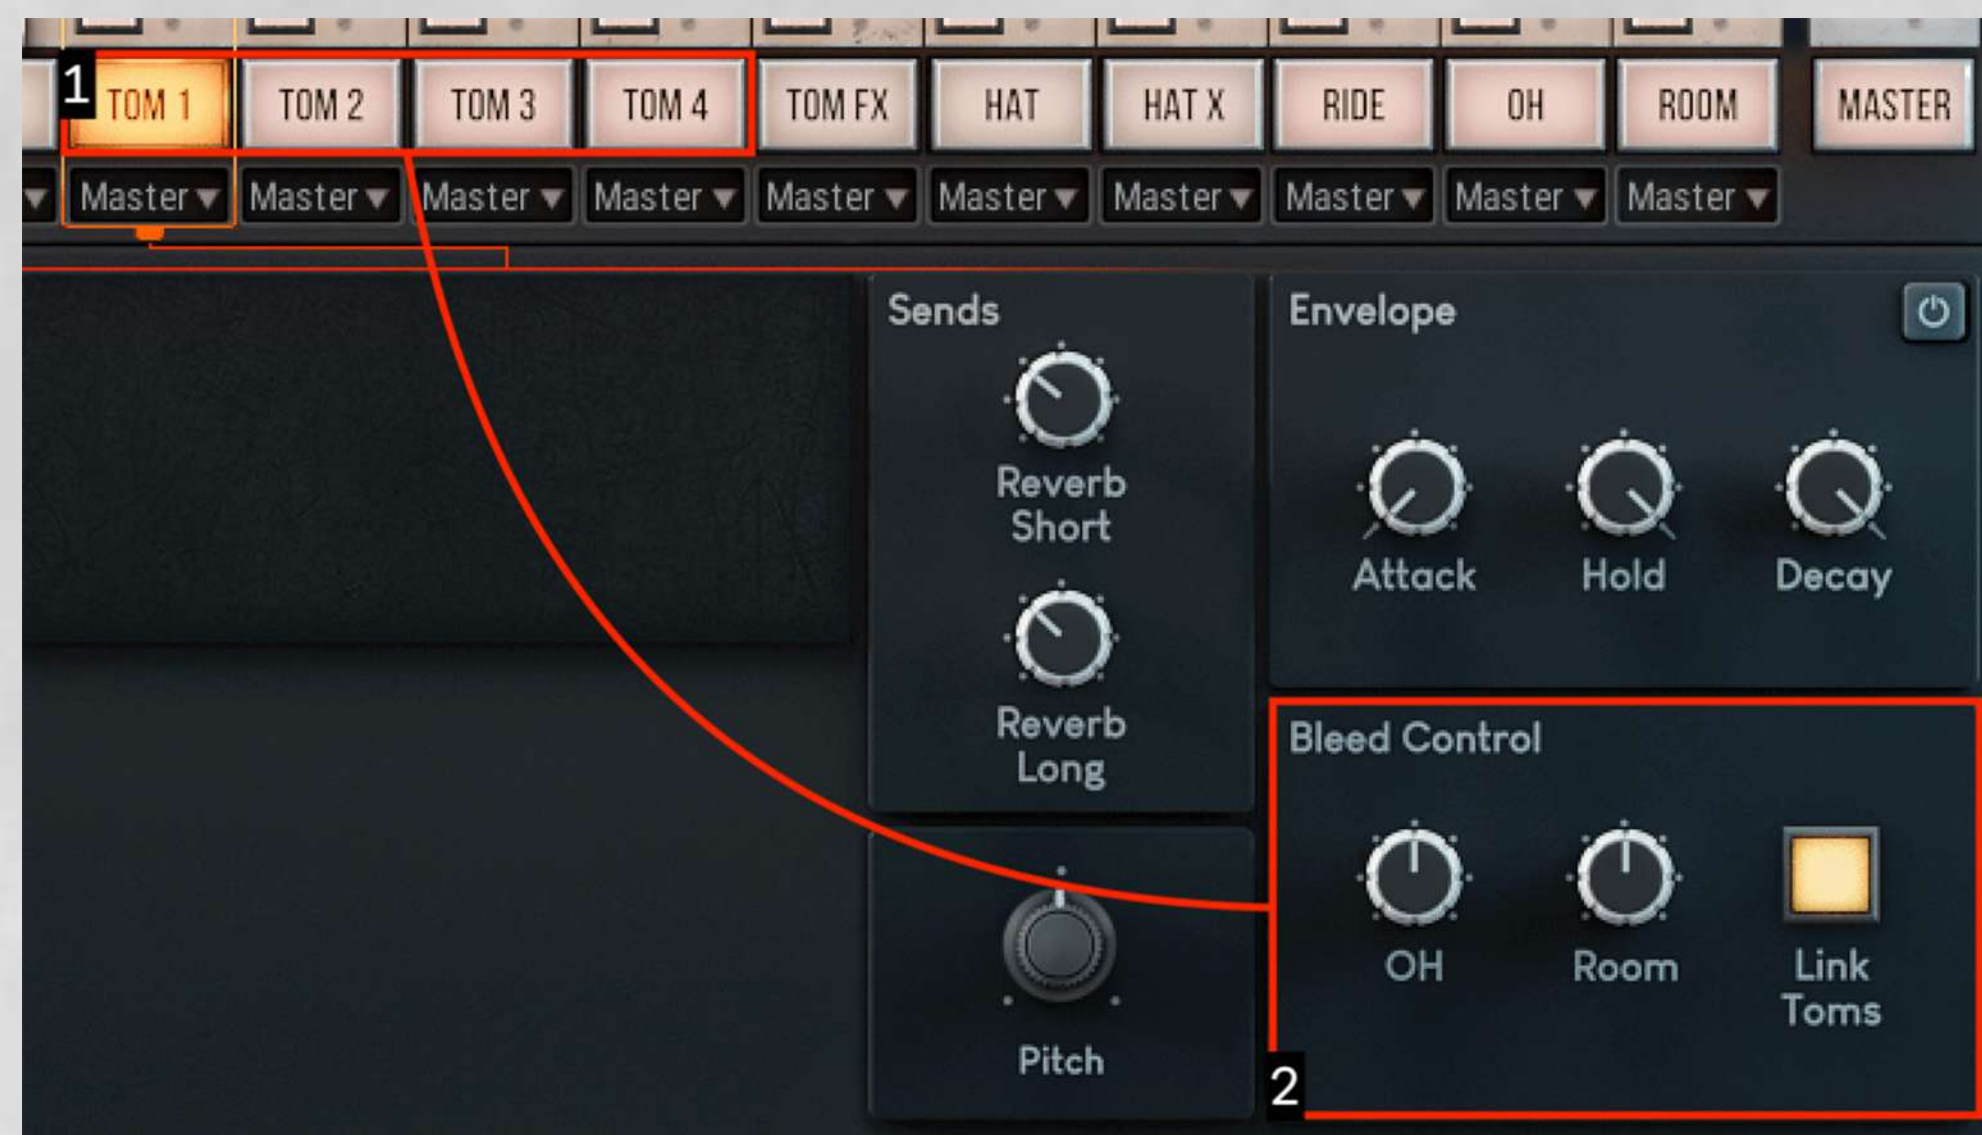 1
TOM 1 TOM 2 TOM 3 TOM 4 TOM FX HAT HAT X RIDE OH ROOM MASTER
Master Master Master Master Master Master Master Master Master Master
Sends
Reverb
Short
Reverb
Long
Pitch
Envelope
Attack Hold Decay
Bleed Control
OH Room Link
Toms
2